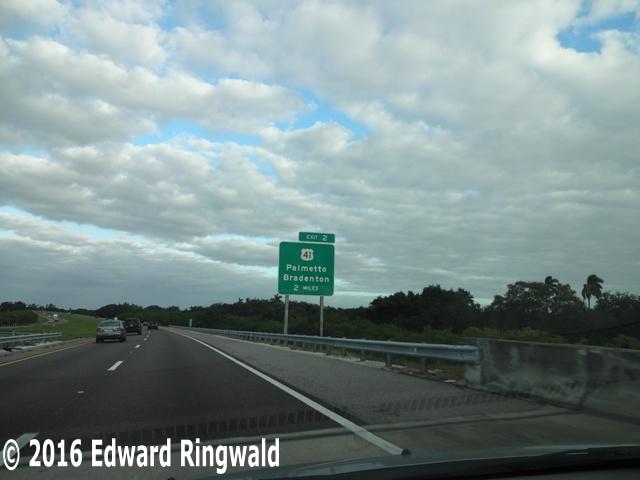 EXIT 2
41
Palmetto
Bradenton
2 MILES
© 2016 Edward Ringwald